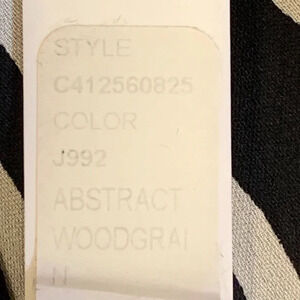 STYLE
C412560825
COLOR
J992
ABSTRACT
WOODGRAI
N